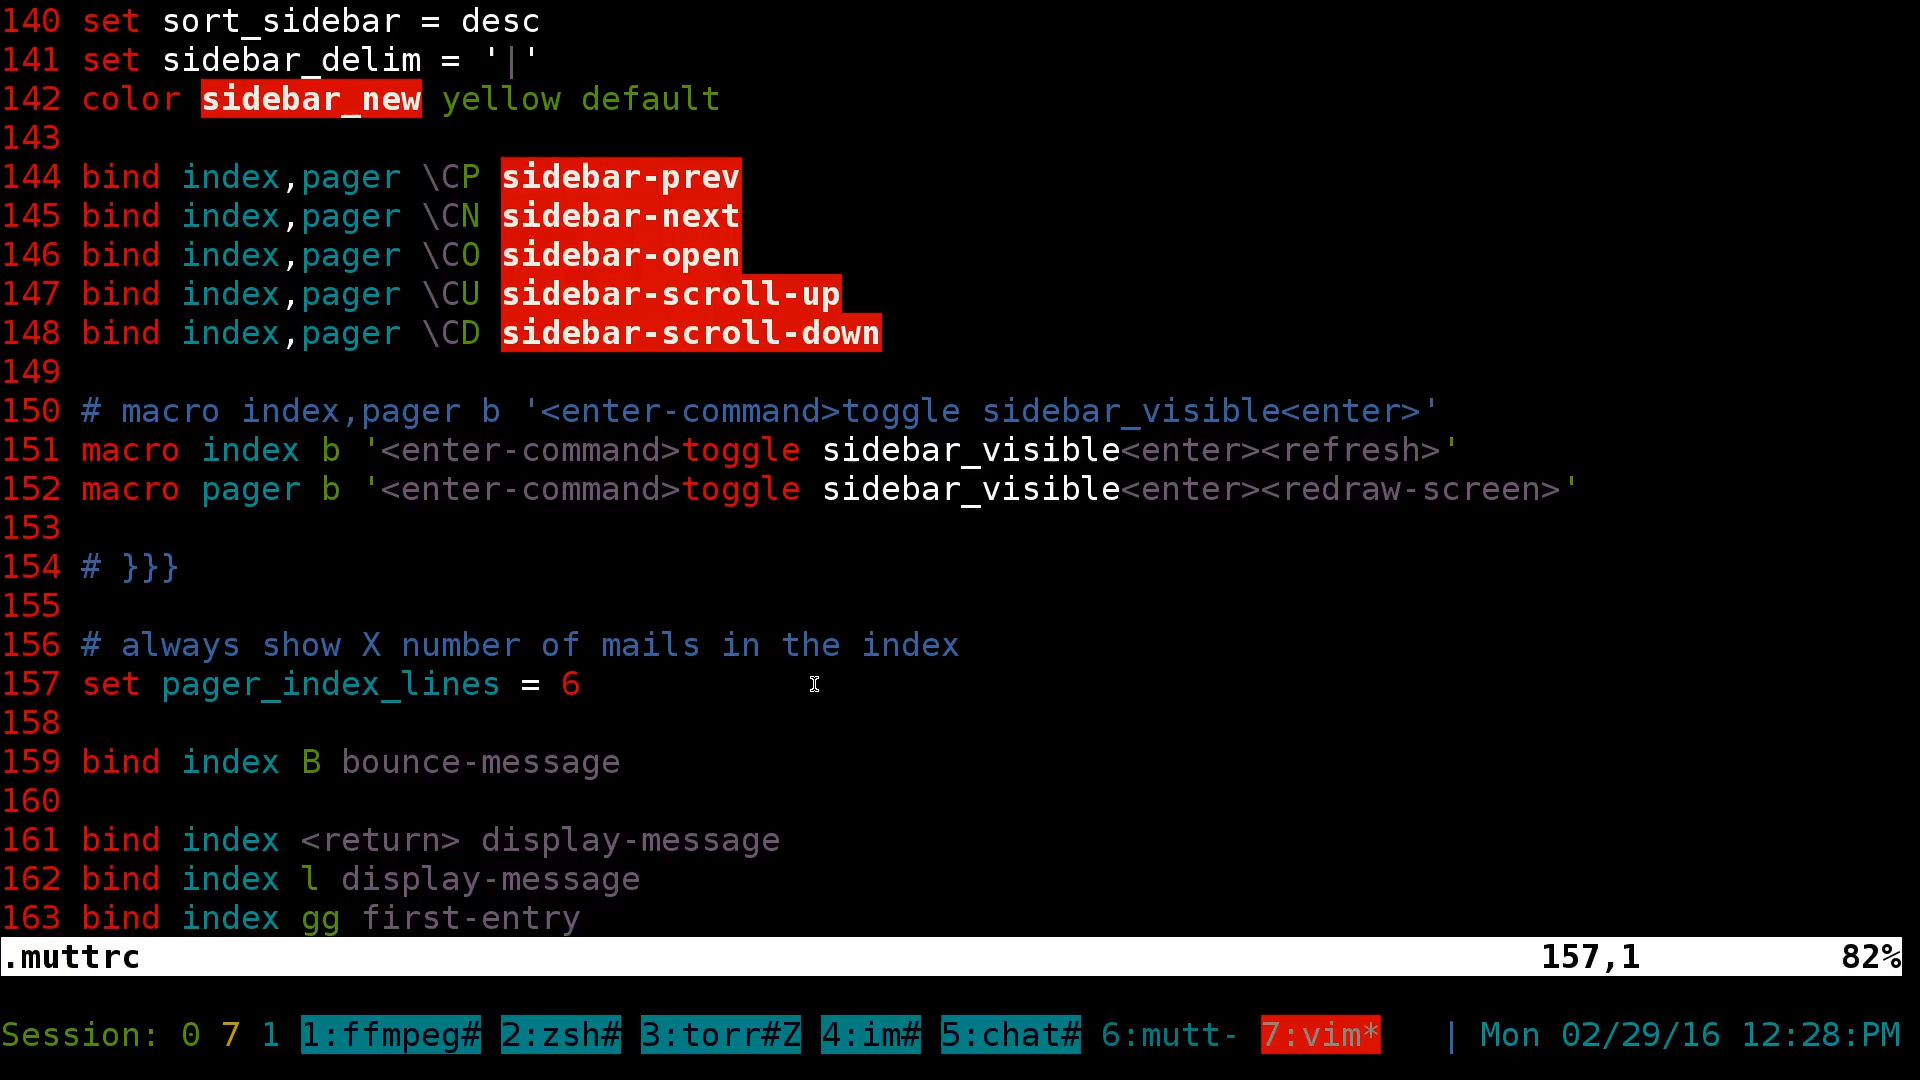 140 set sort_sidebar = desc
141 set sidebar_delim = '|'
142 color sidebar_new yellow default
143
144 bind index,pager \CP sidebar-prev
145 bind index,pager \CN sidebar-next
146 bind index,pager \CO sidebar-open
147 bind index,pager \CU sidebar-scroll-up
148 bind index,pager \CD sidebar-scroll-down
149
150 # macro index,pager b '<enter-command>toggle sidebar_visible<enter>'
151 macro index b '<enter-command>toggle sidebar_visible<enter><refresh>'
152 macro pager b '<enter-command>toggle sidebar_visible<enter><redraw-screen>'
153
154 # }}}
155
156 # always show X number of mails in the index
157 set pager_index_lines = 6
158
159 bind index B bounce-message
160
161 bind index <return> display-message
162 bind index l display-message
163 bind index gg first-entry
.muttrc 157,1 82%
Session: 0 7 1 1:ffmpeg# 2:zsh# 3:torr#Z 4:im# 5:chat# 6:mutt- 7:vim* | Mon 02/29/16 12:28:PM